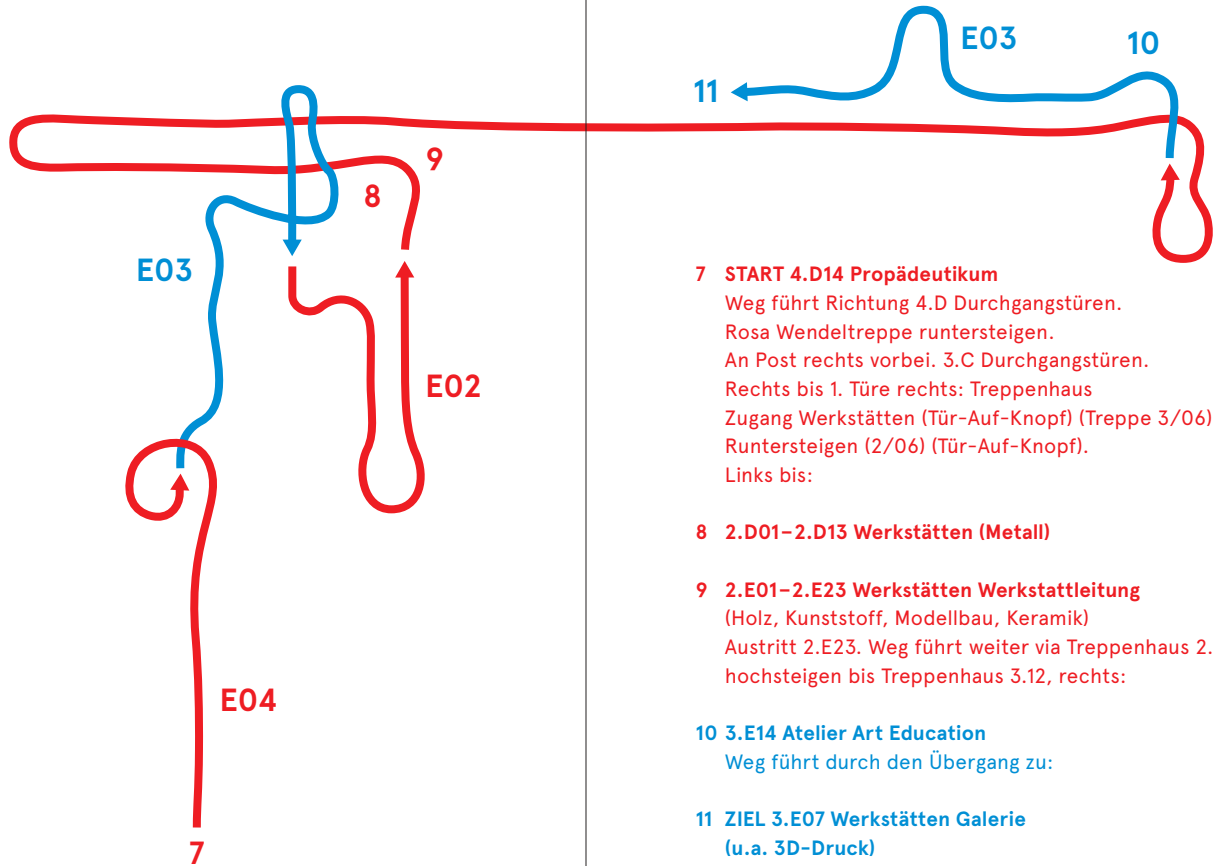 9
8
E03
E02
E04
7
E03
10
11
7 START 4.D14 Propädeutikum
Weg führt Richtung 4.D Durchgangstüren.
Rosa Wendeltreppe runtersteigen.
An Post rechts vorbei. 3.C Durchgangstüren.
Rechts bis 1. Türe rechts: Treppenhaus
Zugang Werkstätten (Tür-Auf-Knopf) (Treppe 3/06)
Runtersteigen (2/06) (Tür-Auf-Knopf).
Links bis:
8 2.D01–2.D13 Werkstätten (Metall)
9 2.E01–2.E23 Werkstätten Werkstattleitung
(Holz, Kunststoff, Modellbau, Keramik)
Austritt 2.E23. Weg führt weiter via Treppenhaus 2.
hochsteigen bis Treppenhaus 3.12, rechts:
10 3.E14 Atelier Art Education
Weg führt durch den Übergang zu:
11 ZIEL 3.E07 Werkstätten Galerie
(u.a. 3D-Druck)